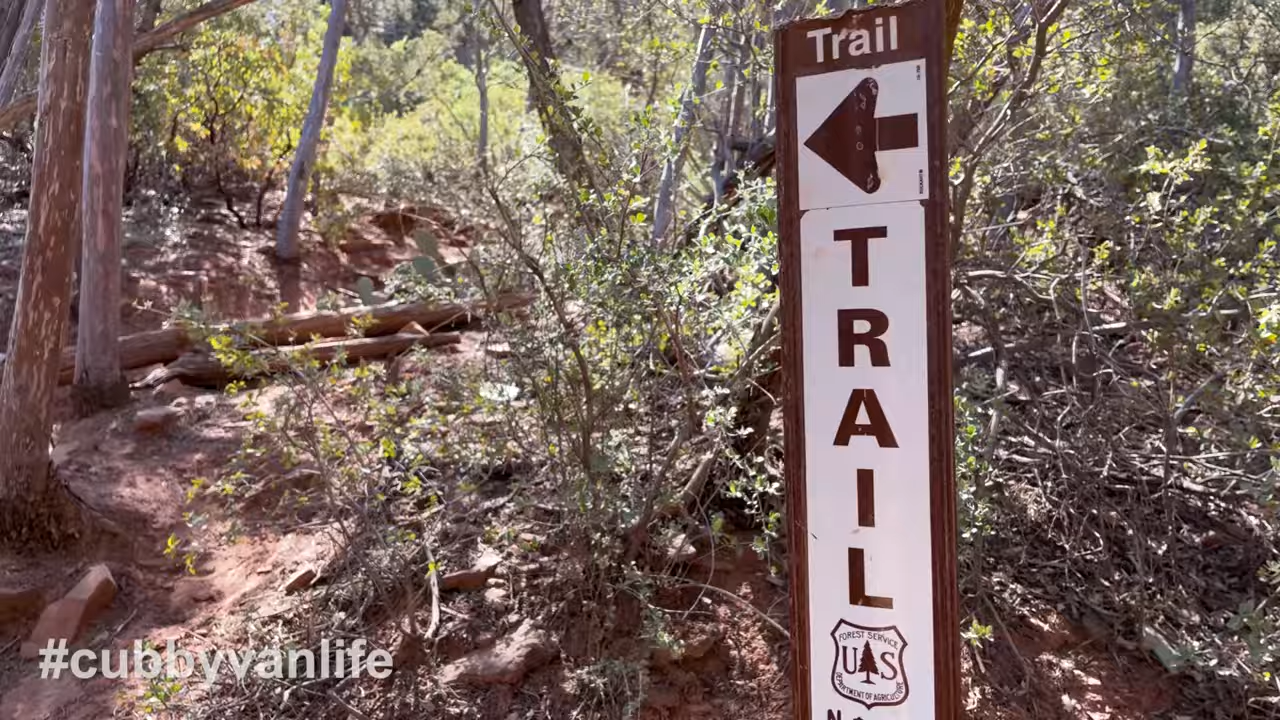 Trail
TRAIL
FOREST SERVICE
U S
DEPARTMENT OF AGRICULTURE
#cubbyvanlife